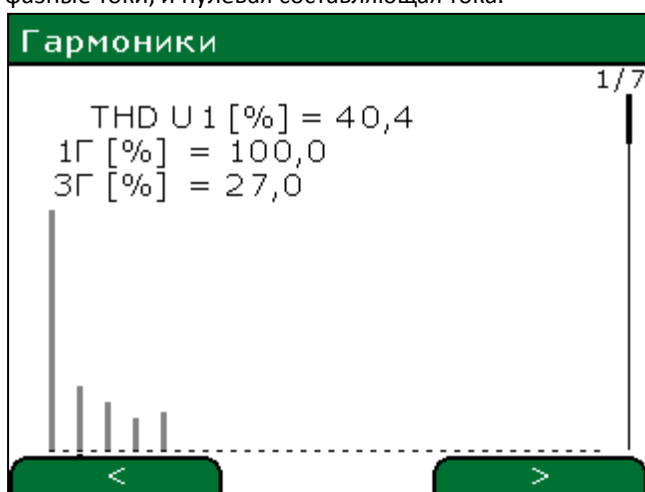 фазные токи, и нулевая составляющая тока.
Гармоники
1/7
THD U1 [%] = 40,4
1Г [%] = 100,0
3Г [%] = 27,0
< >